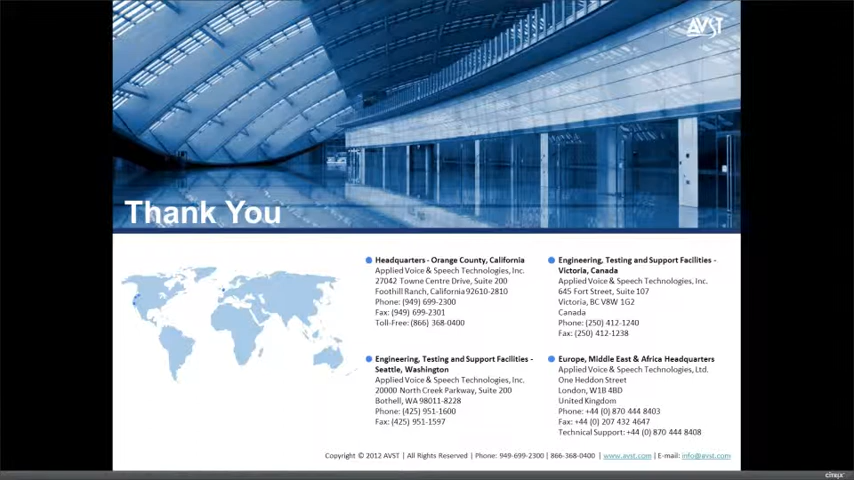 AVST
Thank You
Headquarters - Orange County, California
Applied Voice & Speech Technologies, Inc.
27042 Towne Centre Drive, Suite 200
Foothill Ranch, California 92610-2810
Phone: (949) 699-2300
Fax: (949) 699-2301
Toll-Free: (866) 368-0400
Engineering, Testing and Support Facilities -
Seattle, Washington
Applied Voice & Speech Technologies, Inc.
20000 North Creek Parkway, Suite 200
Bothell, WA 98011-8228
Phone: (425) 951-1600
Fax: (425) 951-1597
Engineering, Testing and Support Facilities -
Victoria, Canada
Applied Voice & Speech Technologies, Inc.
645 Fort Street, Suite 107
Victoria, BC V8W 1G2
Canada
Phone: (250) 412-1240
Fax: (250) 412-1238
Europe, Middle East & Africa Headquarters
Applied Voice & Speech Technologies, Ltd.
One Heddon Street
London, W1B 4BD
United Kingdom
Phone: +44 (0) 870 444 8403
Fax: +44 (0) 207 432 4647
Technical Support: +44 (0) 870 444 8408
Copyright © 2012 AVST | All Rights Reserved | Phone: 949-699-2300 | 866-368-0400 | www.avst.com | E-mail: info@avst.com
CITRIX